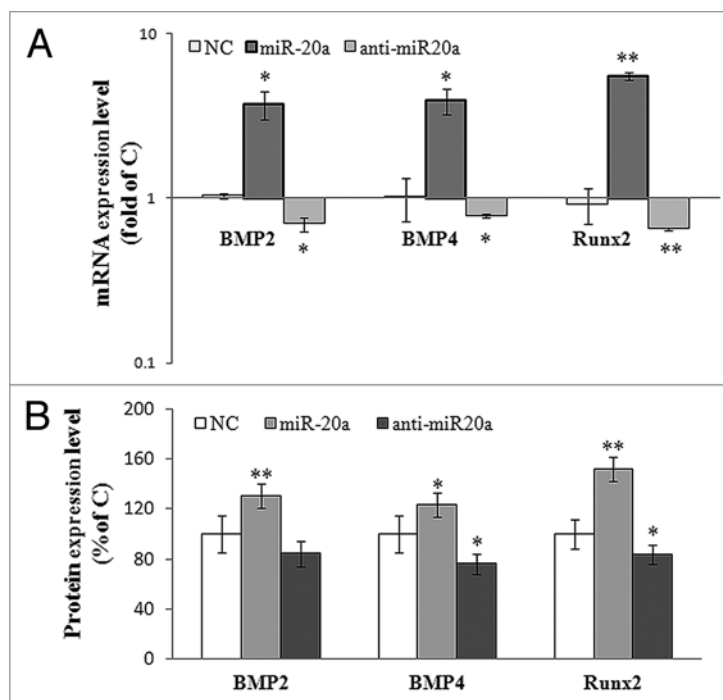 A
NC miR-20a anti-miR20a
mRNA expression level
(fold of C)
10
1
0.1
* * **
BMP2 BMP4 Runx2
* * **
B
NC miR-20a anti-miR20a
Protein expression level
(% of C)
200
160
120
80
40
0
** * * ** *
BMP2 BMP4 Runx2